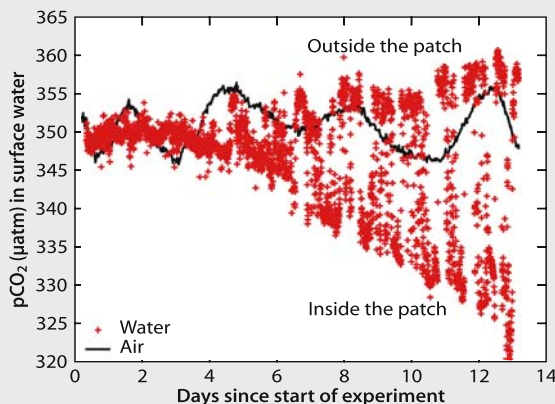 365
360
355
350
345
340
335
330
325
320
pCO₂ (μatm) in surface water
Outside the patch
Inside the patch
Water
Air
0 2 4 6 8 10 12 14
Days since start of experiment